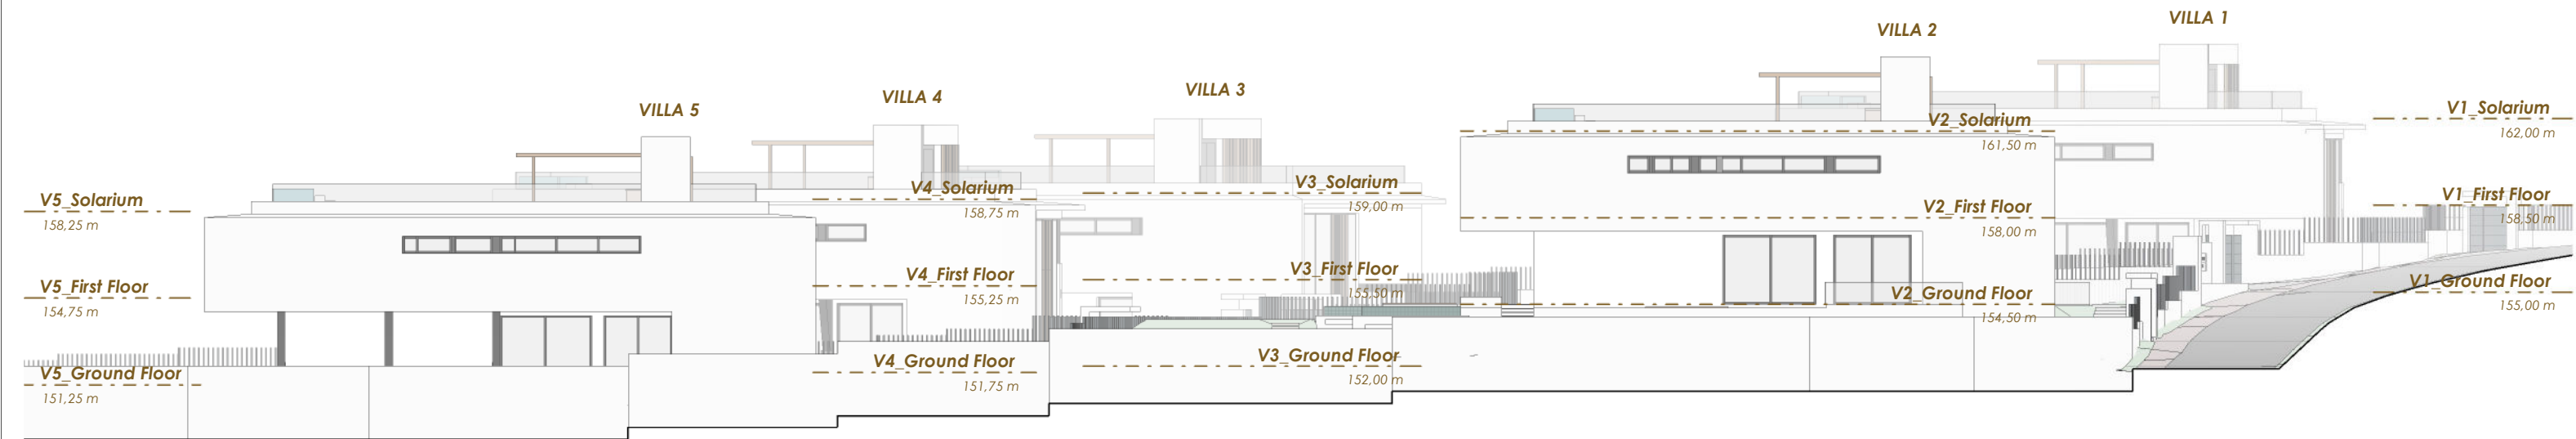 VILLA 1
VILLA 2
VILLA 3
VILLA 4
VILLA 5
V1_Solarium
162,00 m
V2_Solarium
161,50 m
V3_Solarium
159,00 m
V4_Solarium
158,75 m
V5_Solarium
158,25 m
V1_First Floor
158,50 m
V2_First Floor
158,00 m
V3_First Floor
155,50 m
V4_First Floor
155,25 m
V5_First Floor
154,75 m
V1_Ground Floor
155,00 m
V2_Ground Floor
154,50 m
V3_Ground Floor
152,00 m
V4_Ground Floor
151,75 m
V5_Ground Floor
151,25 m